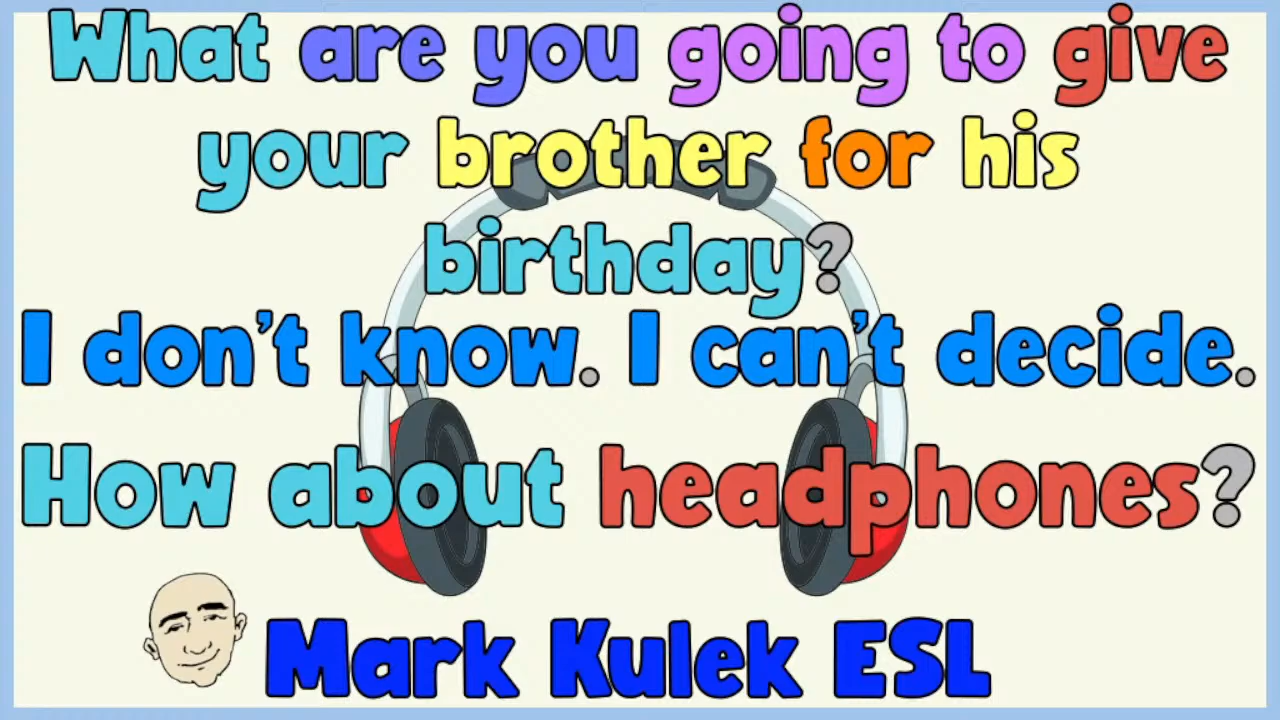 What are you going to give
your brother for his
birthday?
I don't know. I can't decide.
How about headphones?
Mark Kulek ESL